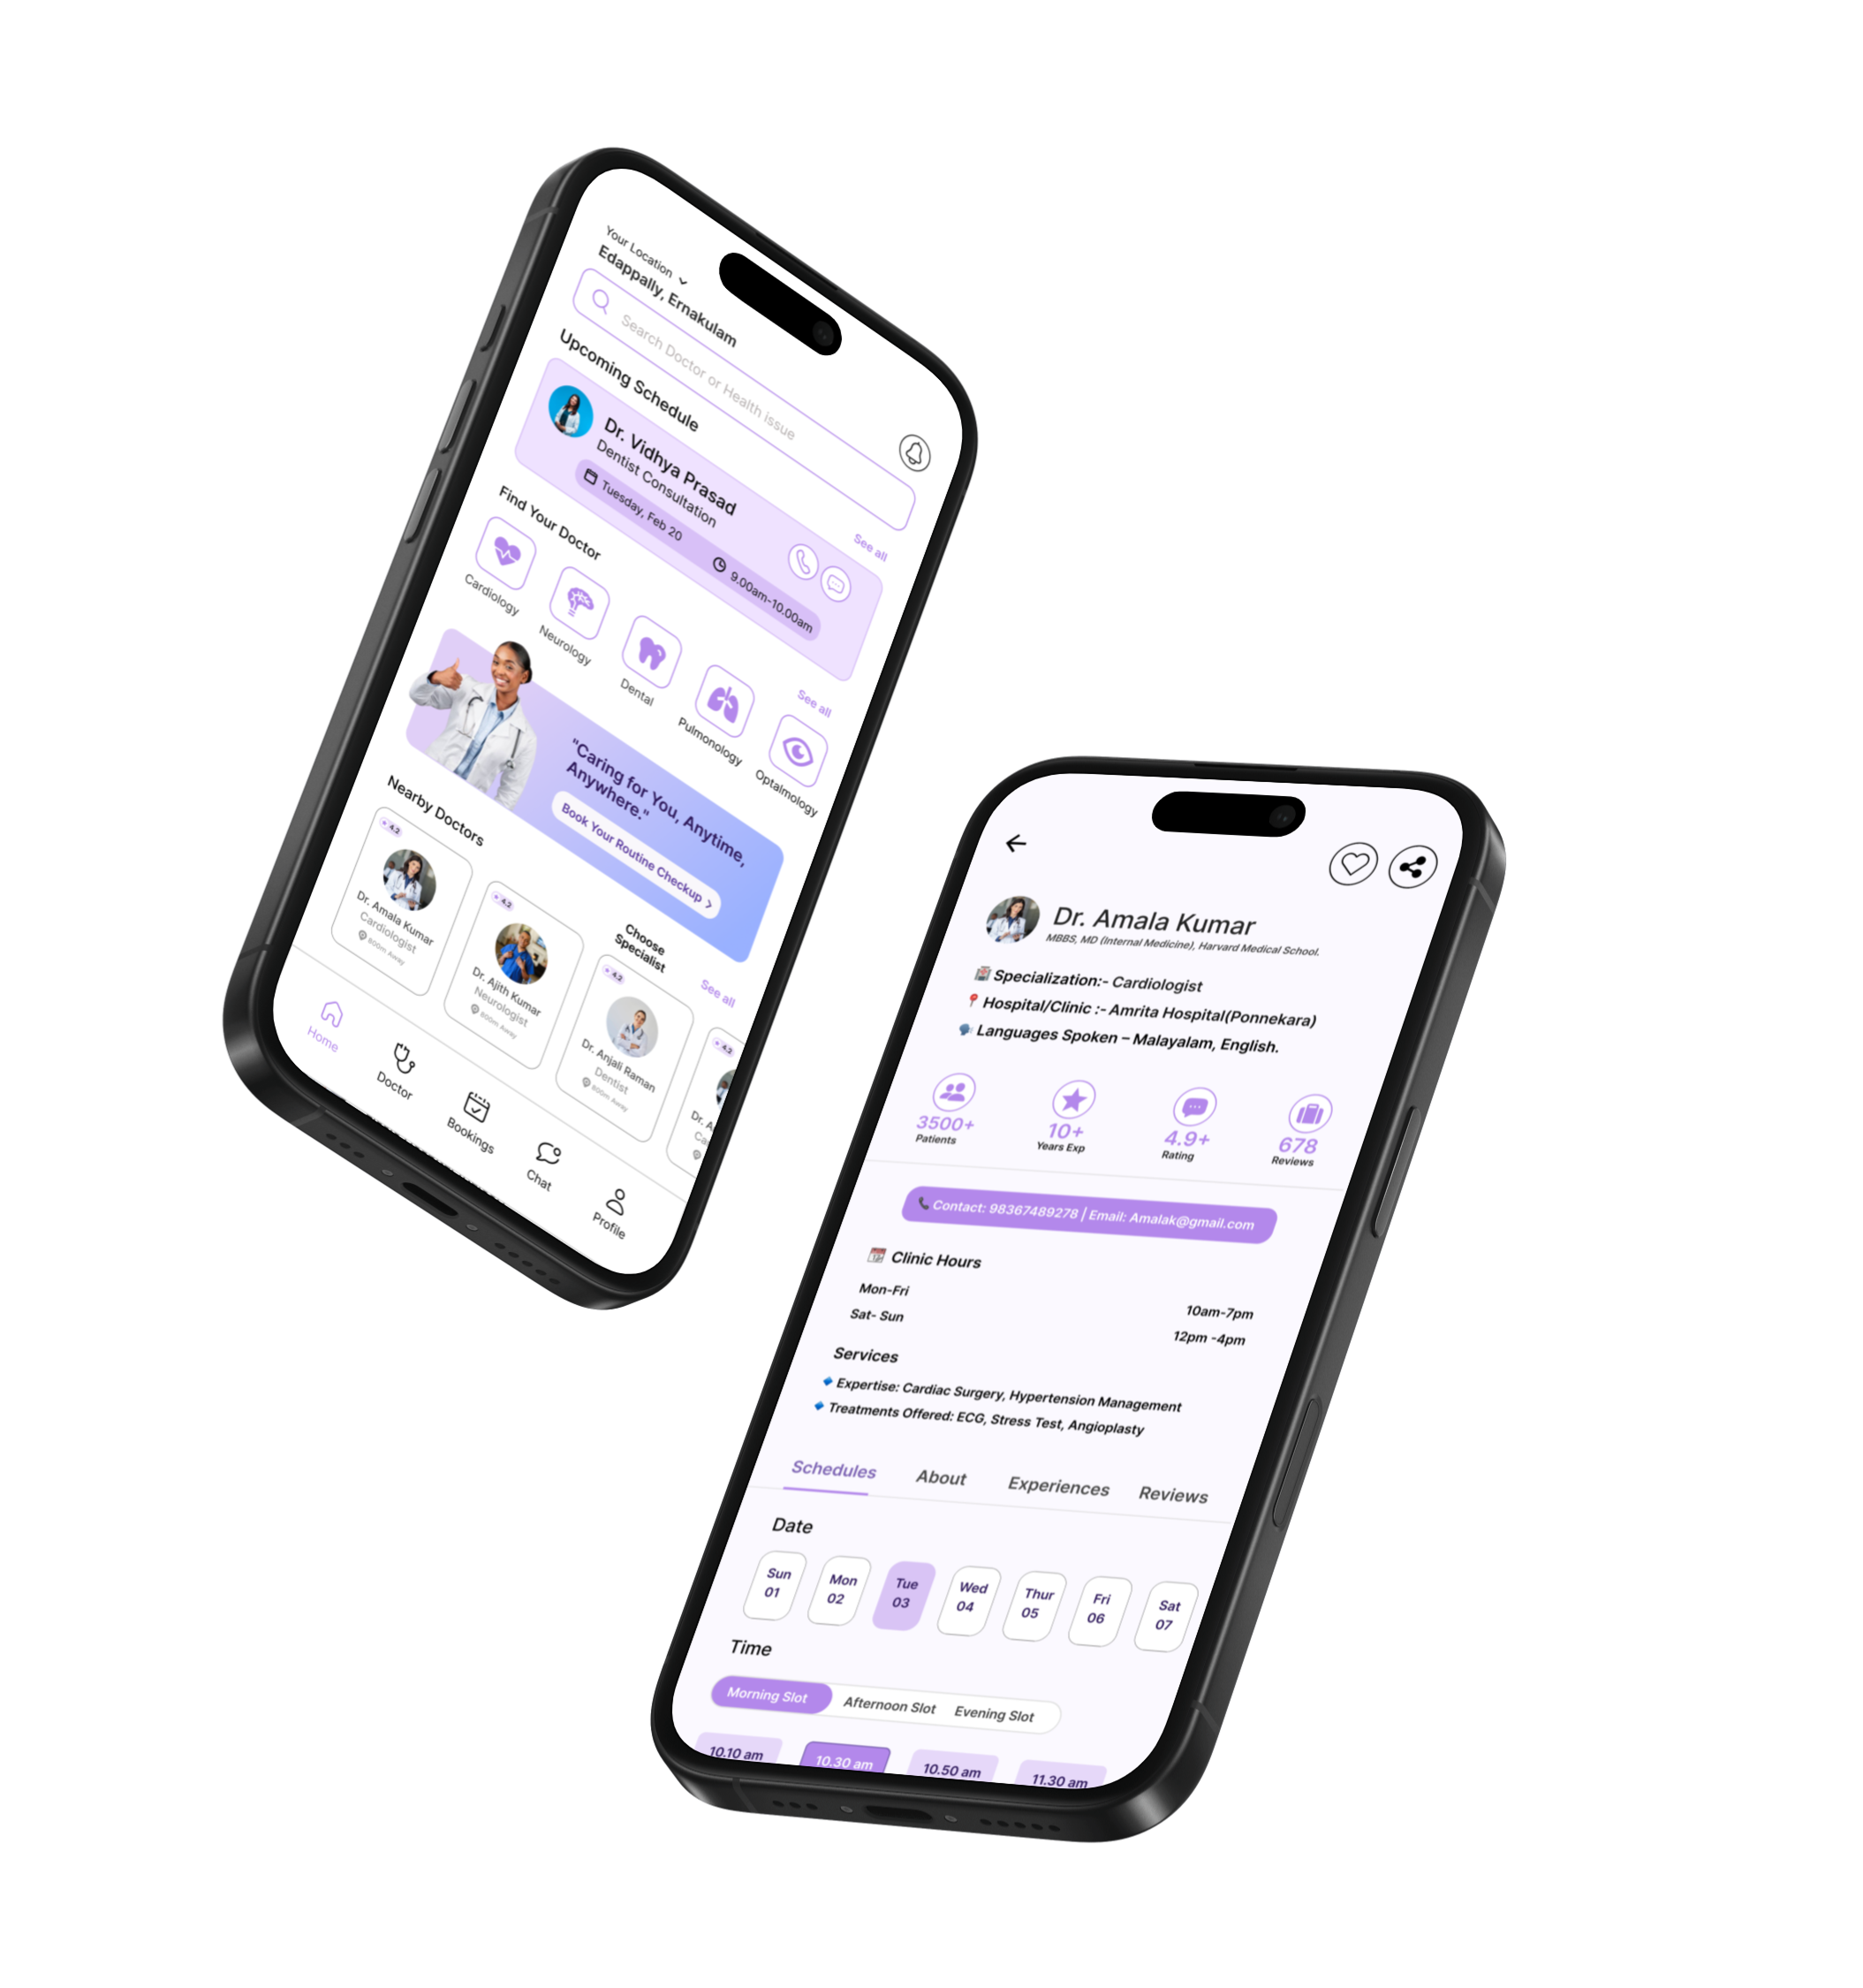 Your Location
Edappally, Ernakulam
Search Doctor or Health issue
Upcoming Schedule
See all
Dr. Vidhya Prasad
Dentist Consultation
Tuesday, Feb 20
9.00am-10.00am
Find Your Doctor
See all
Cardiology
Neurology
Dental
Pulmonology
Optalmology
"Caring for You, Anytime,
Anywhere."
Book Your Routine Checkup >
Nearby Doctors
Choose
Specialist
See all
4.2
Dr. Amala Kumar
Cardiologist
800m Away
4.2
Dr. Ajith Kumar
Neurologist
800m Away
4.2
Dr. Anjali Raman
Dentist
800m Away
4.2
Dr. A
Ca
Home
Doctor
Bookings
Chat
Profile
Dr. Amala Kumar
MBBS, MD (Internal Medicine), Harvard Medical School.
Specialization:- Cardiologist
Hospital/Clinic :- Amrita Hospital(Ponnekara)
Languages Spoken – Malayalam, English.
3500+
Patients
10+
Years Exp
4.9+
Rating
678
Reviews
Contact: 98367489278 | Email: Amalak@gmail.com
Clinic Hours
Mon-Fri
10am-7pm
Sat- Sun
12pm -4pm
Services
Expertise: Cardiac Surgery, Hypertension Management
Treatments Offered: ECG, Stress Test, Angioplasty
Schedules
About
Experiences
Reviews
Date
Sun
01
Mon
02
Tue
03
Wed
04
Thur
05
Fri
06
Sat
07
Time
Morning Slot
Afternoon Slot
Evening Slot
10.10 am
10.30 am
10.50 am
11.30 am